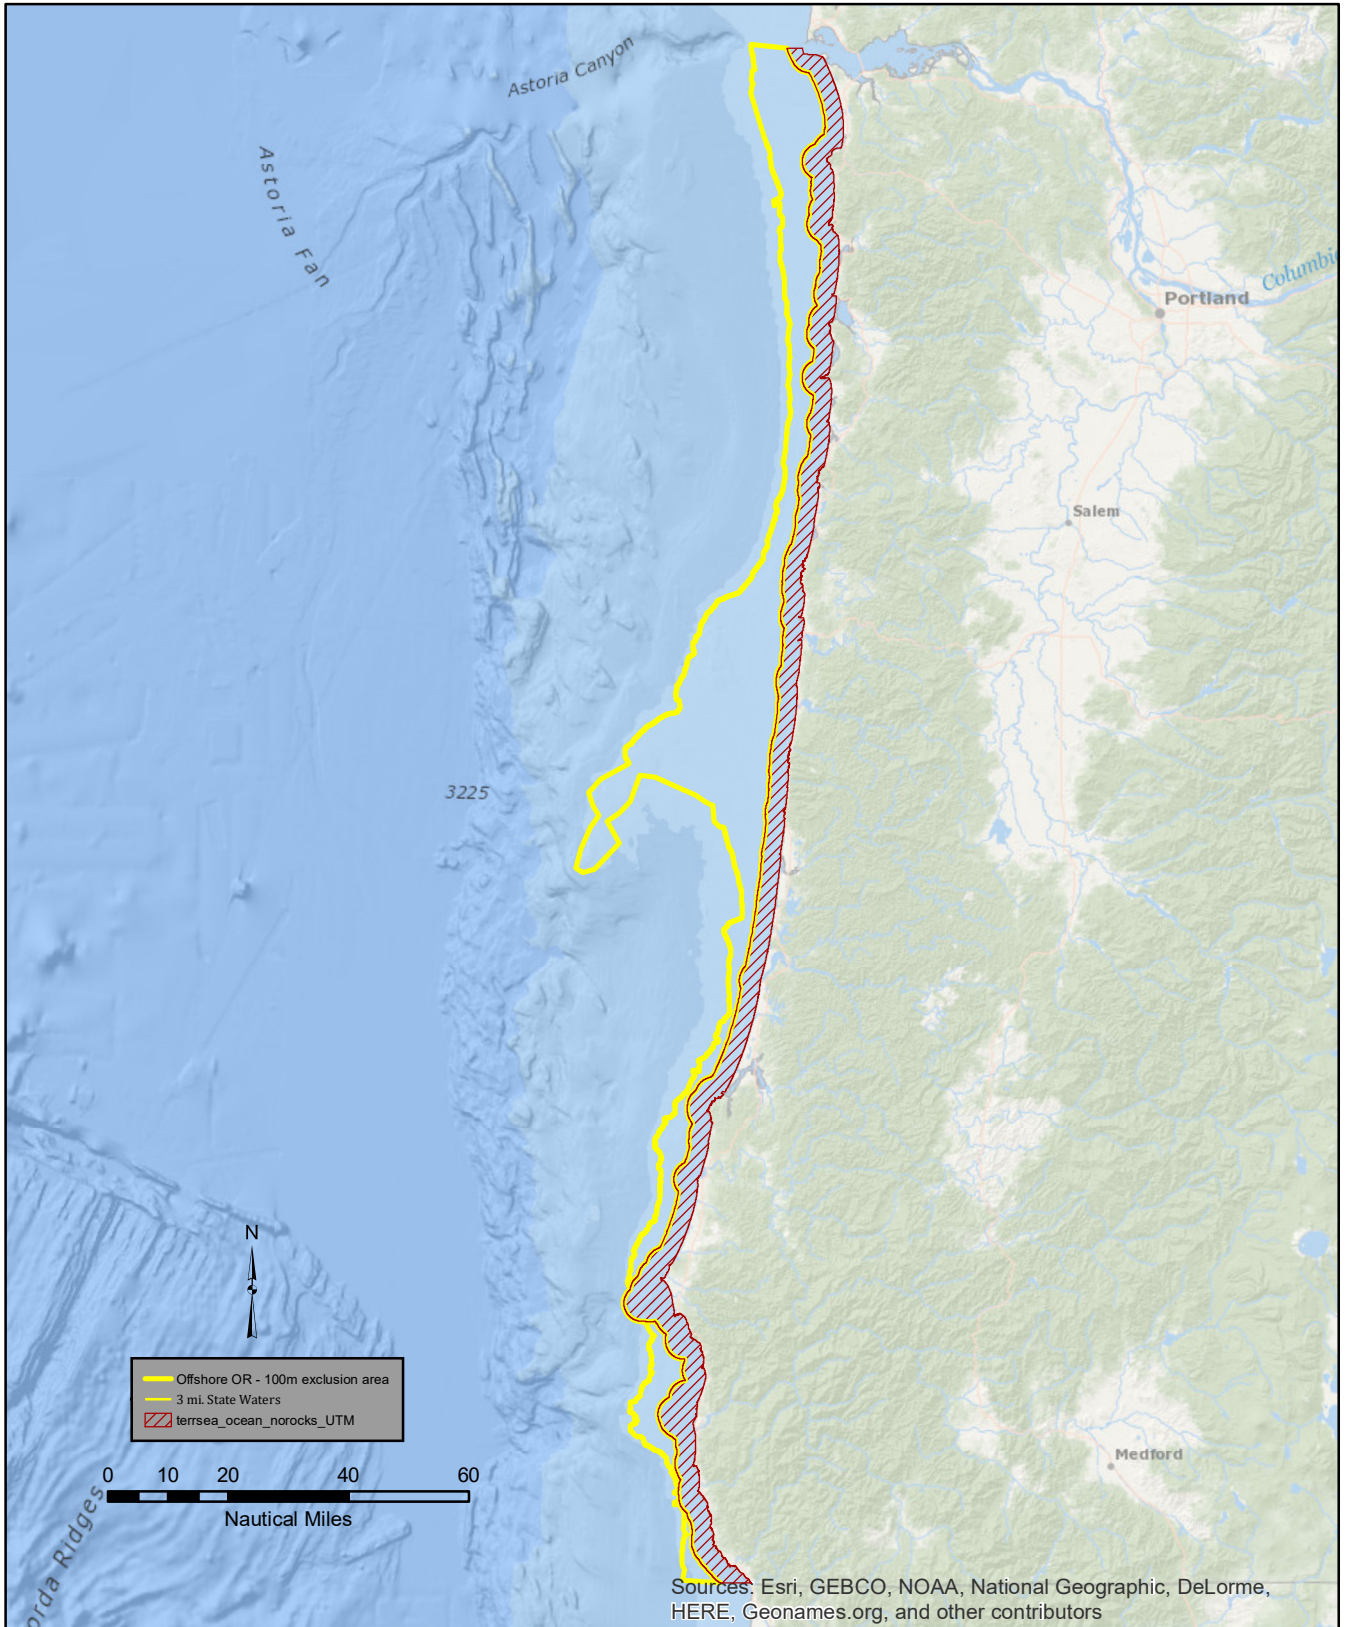 Astoria Canyon
Astoria Fan
Columbi
Portland
Salem
3225
N
Offshore OR - 100m exclusion area
3 mi. State Waters
terrsea_ocean_norocks_UTM
0 10 20 40 60
Nautical Miles
Medford
orda Ridges
Sources: Esri, GEBCO, NOAA, National Geographic, DeLorme,
HERE, Geonames.org, and other contributors